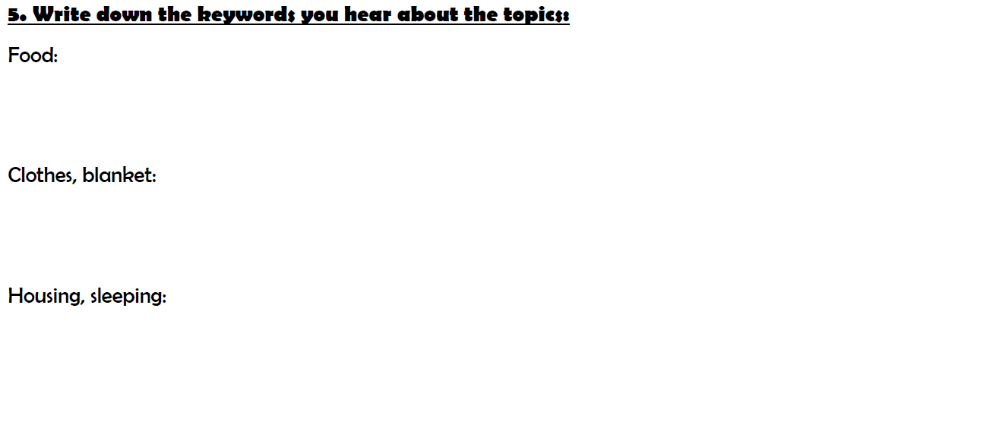 5. Write down the keywords you hear about the topics:
Food:
Clothes, blanket:
Housing, sleeping: